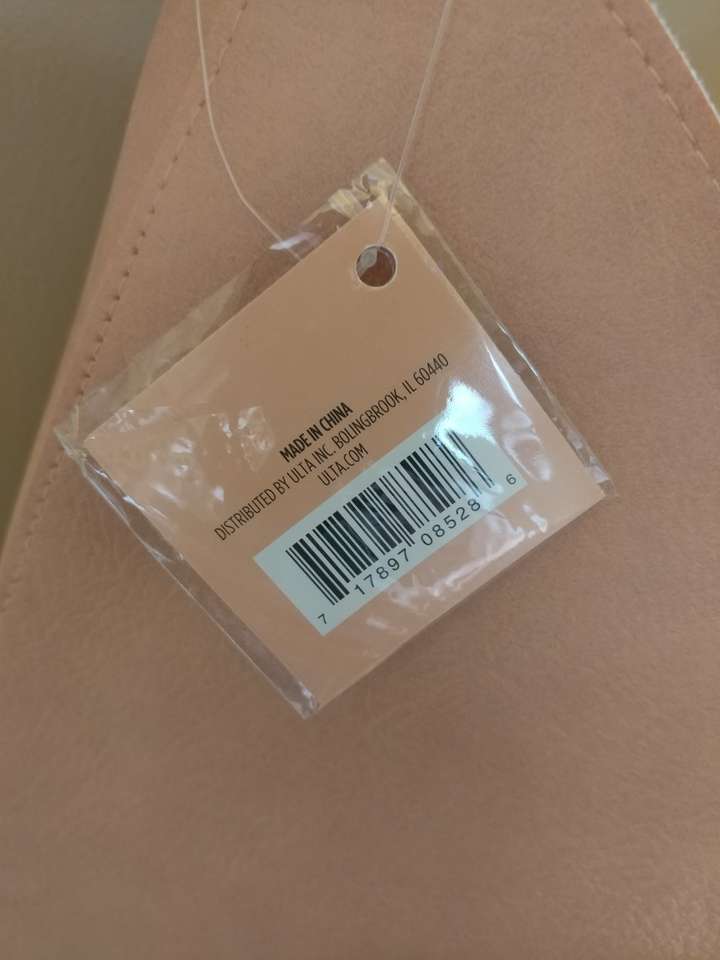 MADE IN CHINA
DISTRIBUTED BY ULTA INC. BOLINGBROOK, IL 60440
ULTA.COM
7 17897 08528 6